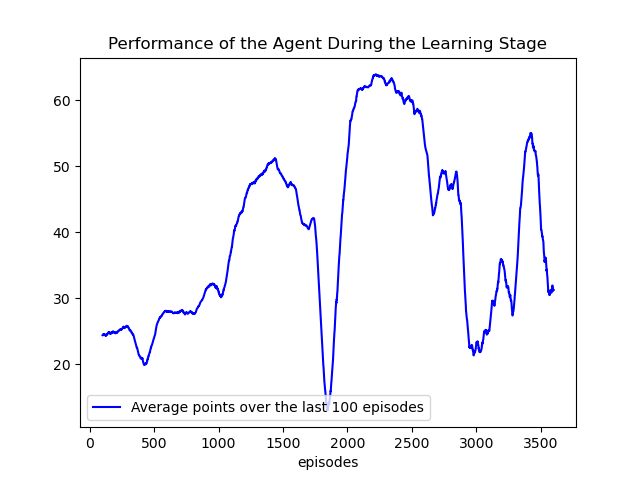 Performance of the Agent During the Learning Stage
60
50
40
30
20
Average points over the last 100 episodes
0 500 1000 1500 2000 2500 3000 3500
episodes